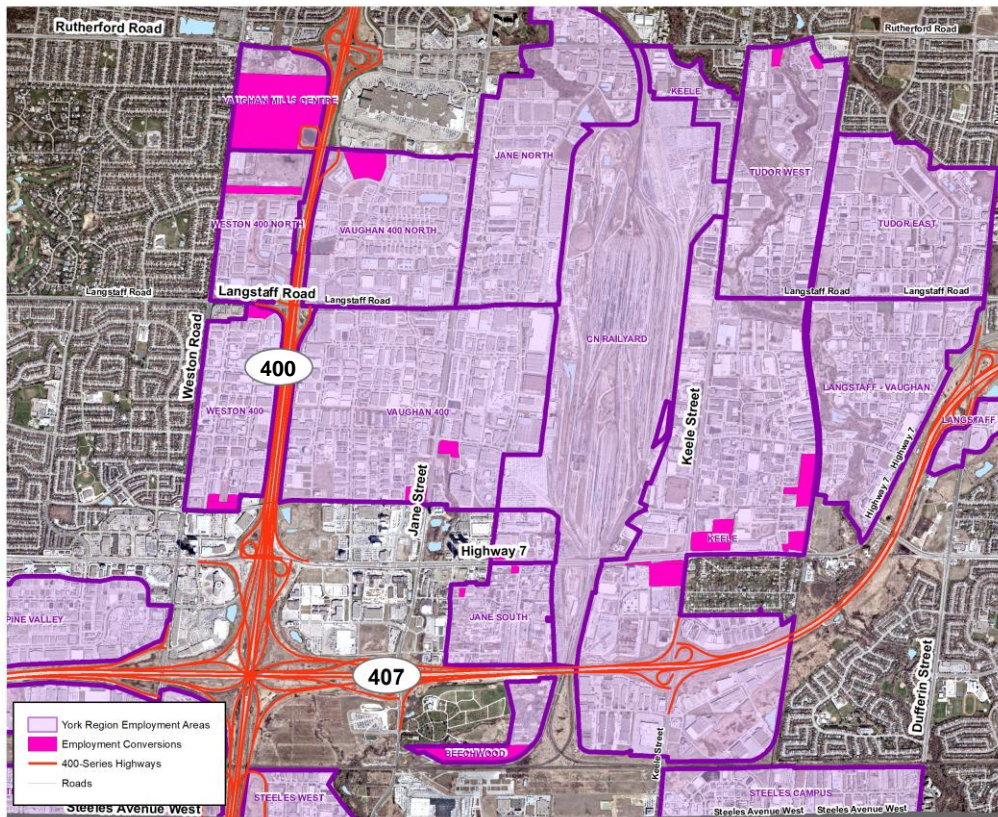 Rutherford Road
Rutherford Road
VAUGHAN MILLS CENTRE
KEELE
JANE NORTH
TUDOR WEST
WESTON 400 NORTH
VAUGHAN 400 NORTH
TUDOR EAST
Langstaff Road
Langstaff Road
Langstaff Road
Langstaff Road
Langstaff Road
Weston Road
CN RAILYARD
400
LANGSTAFF - VAUGHAN
WESTON 400
VAUGHAN 400
Keele Street
LANGSTAFF
Highway 7
Highway 7
Jane Street
KEELE
Highway 7
PINE VALLEY
JANE SOUTH
407
Dufferin Street
York Region Employment Areas
Employment Conversions
400-Series Highways
Roads
BEECHWOOD
Keele Street
STEELES WEST
STEELES CAMPUS
Steeles Avenue West
Steeles Avenue West
Steeles Avenue West